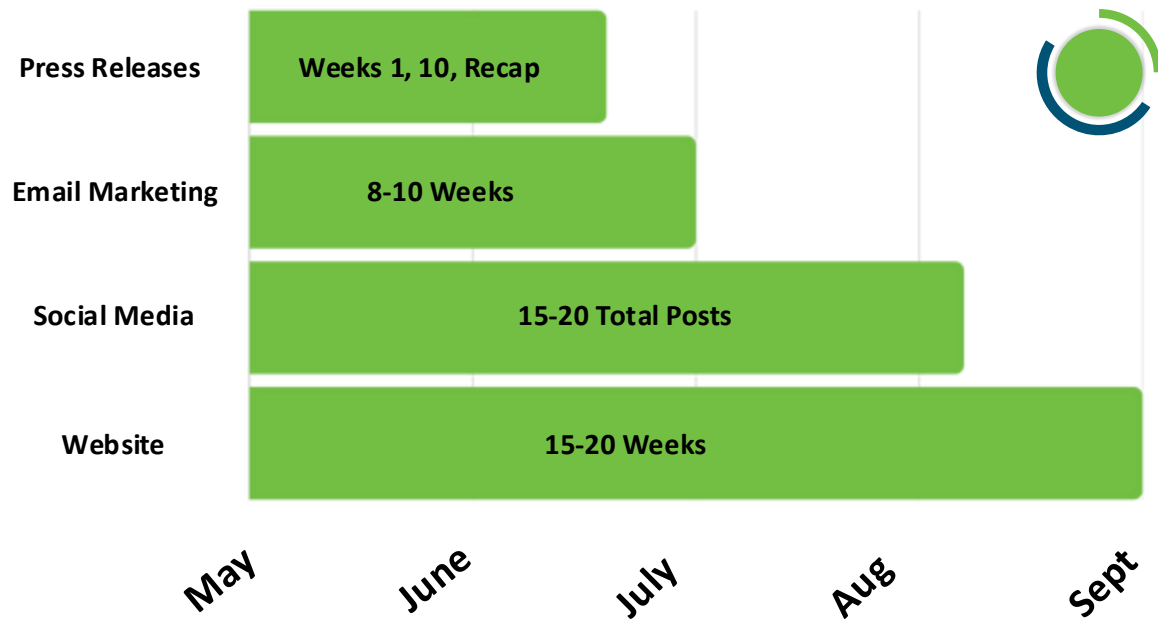 Press Releases
Weeks 1, 10, Recap
Email Marketing
8-10 Weeks
Social Media
15-20 Total Posts
Website
15-20 Weeks
May
June
July
Aug
Sept